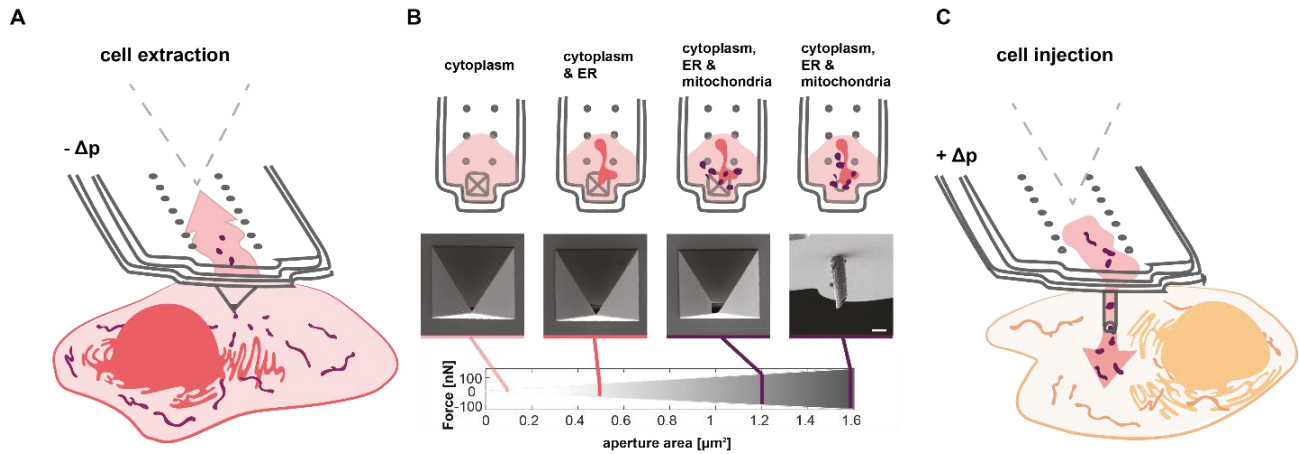 A
cell extraction
- Δp
B
cytoplasm
cytoplasm
& ER
cytoplasm,
ER &
mitochondria
cytoplasm,
ER &
mitochondria
Force [nN]
100
0
-100
0
0.2
0.4
0.6
0.8
1
1.2
1.4
1.6
aperture area [µm²]
C
cell injection
+ Δp